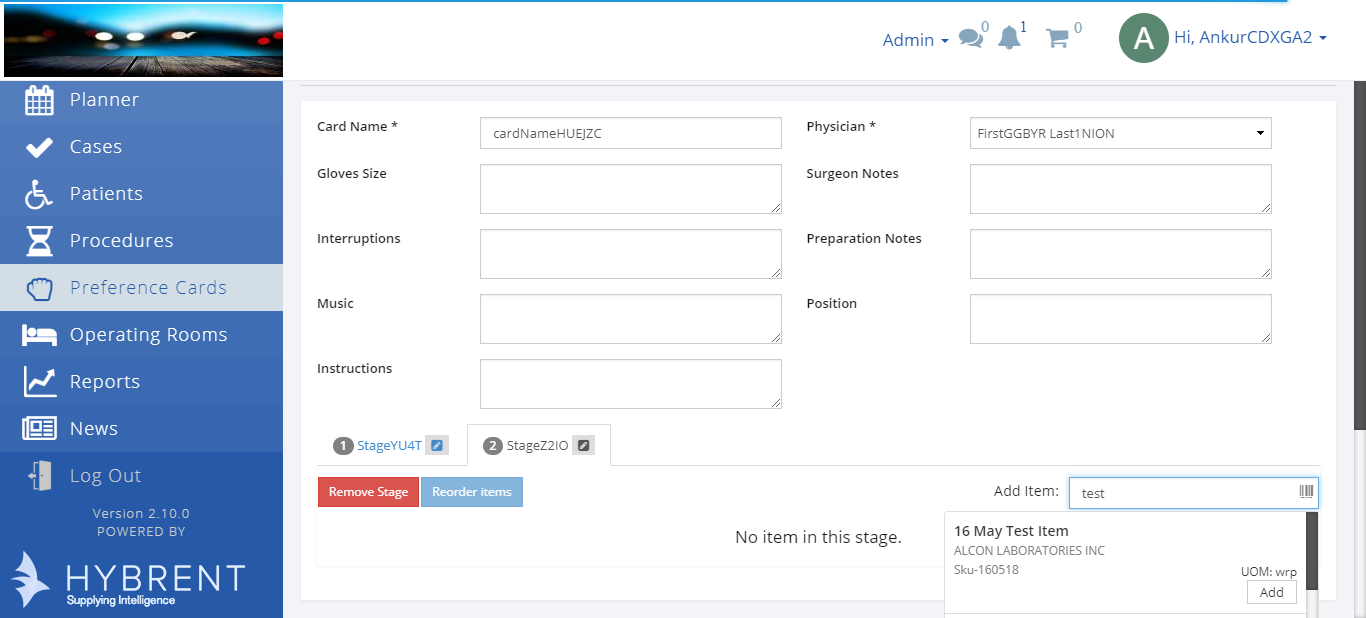 Admin
0
1
0
A
Hi, AnkurCDXGA2
Planner
Cases
Patients
Procedures
Preference Cards
Operating Rooms
Reports
News
Log Out
Version 2.10.0
POWERED BY
HYBRENT
Supplying Intelligence
Card Name *
cardNameHUEJZC
Physician *
FirstGGBYR Last1NION
Gloves Size
Surgeon Notes
Interruptions
Preparation Notes
Music
Position
Instructions
1 StageYU4T
2 StageZ2IO
Remove Stage
Reorder items
Add Item:
test
No item in this stage.
16 May Test Item
ALCON LABORATORIES INC
Sku-160518
UOM: wrp
Add